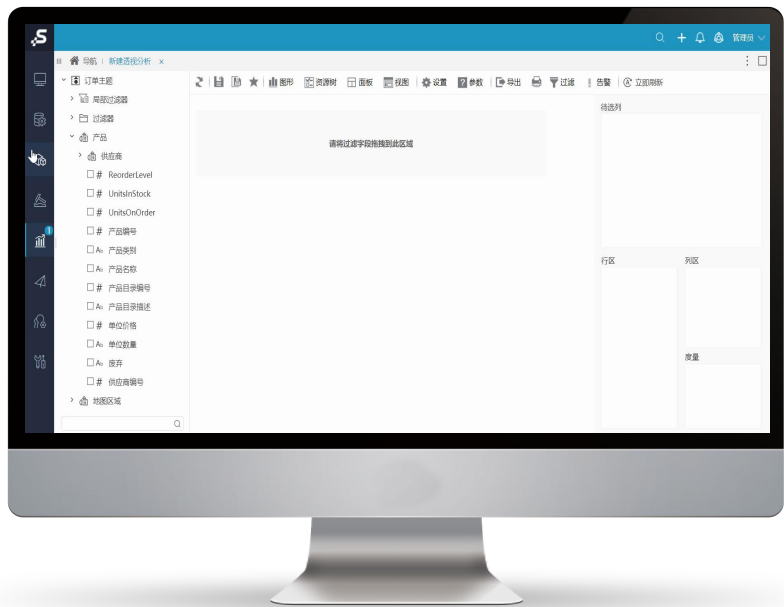 S
管理员
导航 新建透视分析 ×
订单主题
图形 资源树 面板 视图 设置 参数 导出 过滤 告警 立即刷新
局部过滤器
过滤器
产品
供应商
# ReorderLevel
# UnitsInStock
# UnitsOnOrder
# 产品编号
产品类别
产品名称
# 产品目录编号
产品目录描述
# 单位价格
单位数量
废弃
# 供应商编号
地图区域
1
请将过滤字段拖拽到此区域
待选列
行区
列区
度量